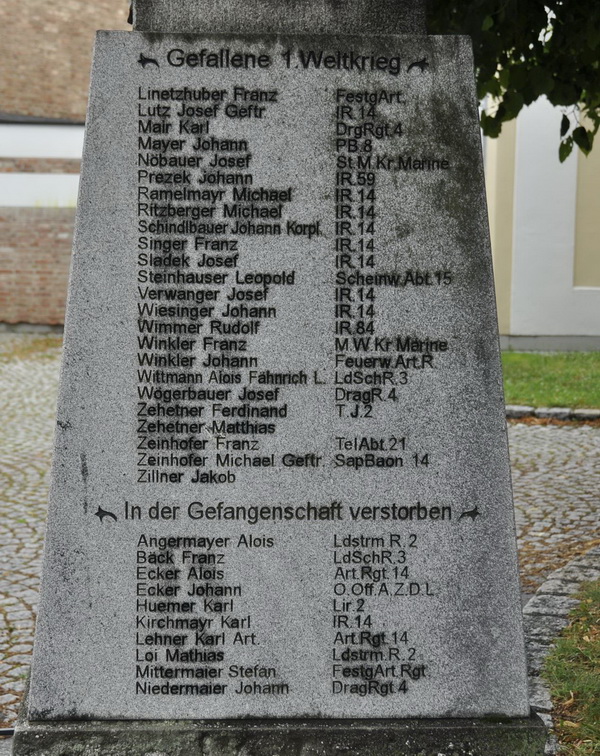 Gefallene 1.Weltkrieg
Linetzhuber Franz FestgArt.
Lutz Josef Geftr. IR.14
Mair Karl DrgRgt.4
Mayer Johann PB.8
Nöbauer Josef St.M.Kr.Marine
Prezek Johann IR.59
Ramelmayr Michael IR.14
Ritzberger Michael IR.14
Schindlbauer Johann Korpl. IR.14
Singer Franz IR.14
Sladek Josef IR.14
Steinhauser Leopold Scheinw.Abt.15
Verwanger Josef IR.14
Wiesinger Johann IR.14
Wimmer Rudolf IR.84
Winkler Franz M.W.Kr.Marine
Winkler Johann Feuerw.Art.R.
Wittmann Alois Fähnrich L. LdSchR.3
Wögerbauer Josef DragR.4
Zehetner Ferdinand T.J.2
Zehetner Matthias
Zeinhofer Franz TelAbt.21
Zeinhofer Michael Geftr. SapBaon 14
Zillner Jakob
In der Gefangenschaft verstorben
Angermayer Alois Ldstrm.R.2
Bäck Franz LdSchR.3
Ecker Alois Art.Rgt.14
Ecker Johann O.Off.A.Z.D.L.
Huemer Karl Lir.2
Kirchmayr Karl IR.14
Lehner Karl Art. Art.Rgt.14
Loi Mathias Ldstrm.R.2
Mittermaier Stefan FestgArt.Rgt.
Niedermaier Johann DragRgt.4